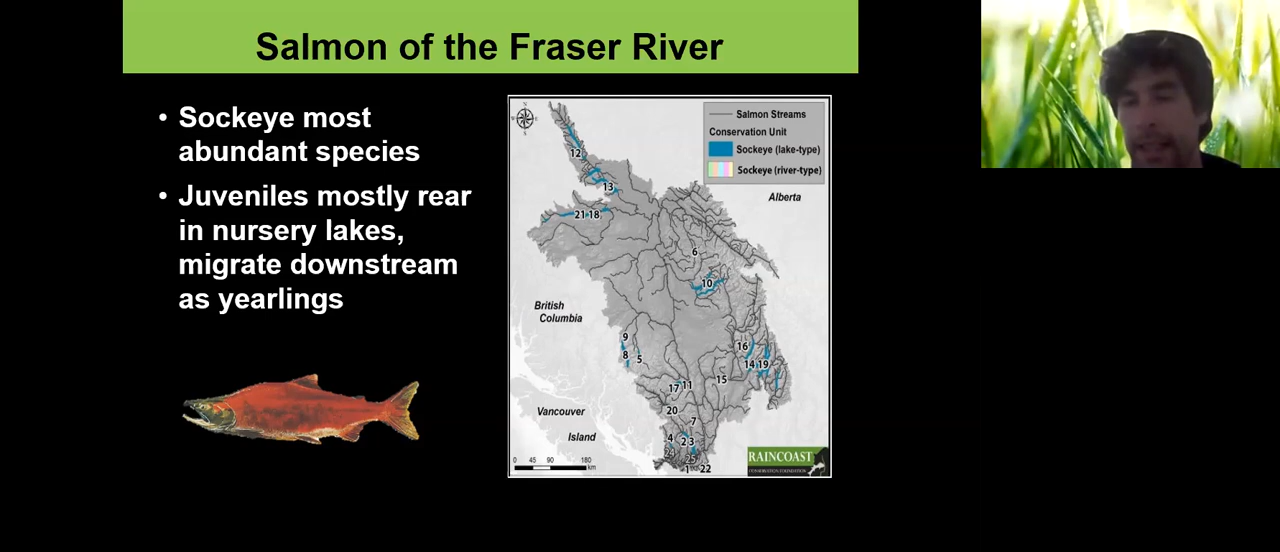 Salmon of the Fraser River
• Sockeye most
abundant species
• Juveniles mostly rear
in nursery lakes,
migrate downstream
as yearlings
N
W E
S
Salmon Streams
Conservation Unit
Sockeye (lake-type)
Sockeye (river-type)
Alberta
British
Columbia
Vancouver
Island
12
13
21 18
6
10
9
8
5
16
14 19
15
17 11
20
7
4
2 3
24
25
1 22
0 45 90 180
km
RAINCOAST
CONSERVATION FOUNDATION